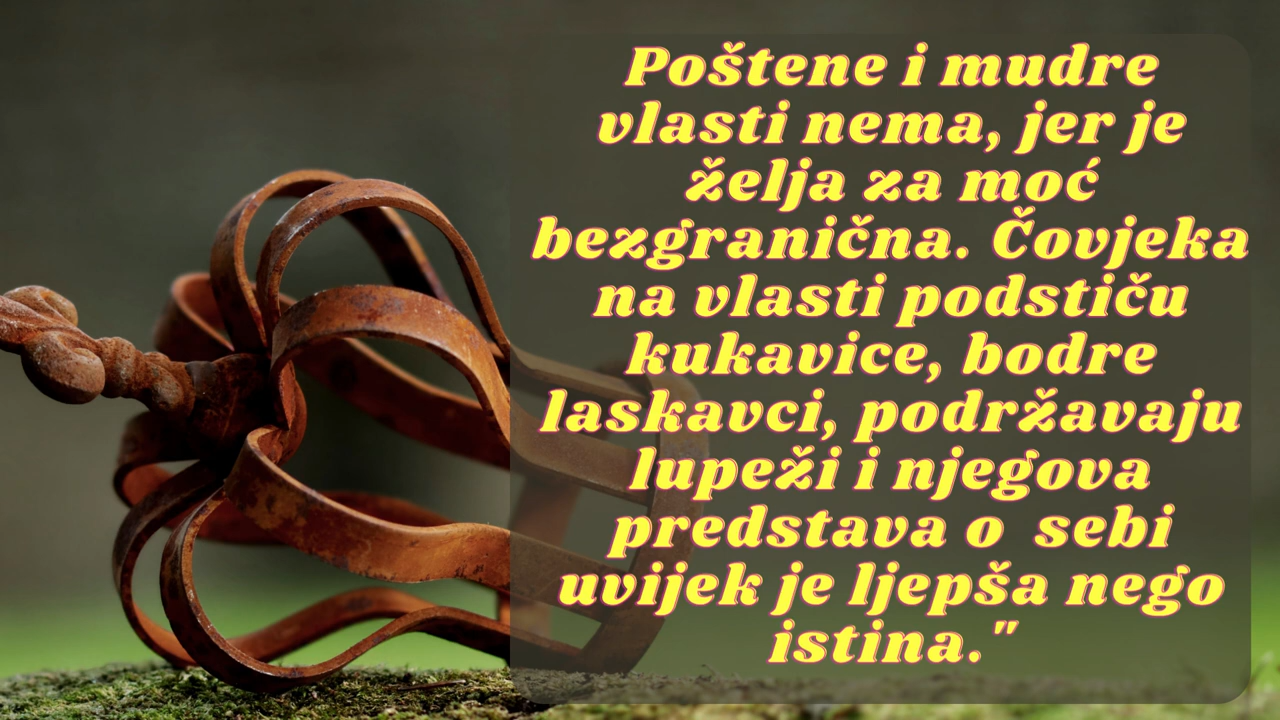 Poštene i mudre
vlasti nema, jer je
želja za moć
bezgranična. Čovjeka
na vlasti podstiču
kukavice, bodre
laskavci, podržavaju
lupeži i njegova
predstava o  sebi
uvijek je ljepša nego
istina."